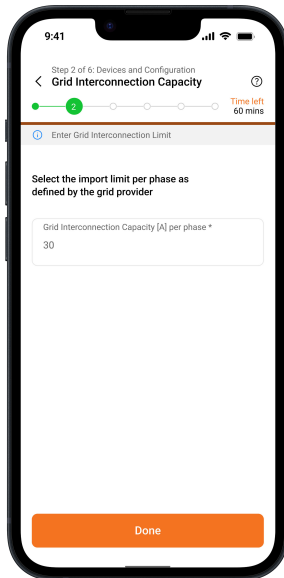 9:41
Step 2 of 6: Devices and Configuration
Grid Interconnection Capacity
2
Time left
60 mins
Enter Grid Interconnection Limit
Select the import limit per phase as
defined by the grid provider
Grid Interconnection Capacity [A] per phase *
30
Done